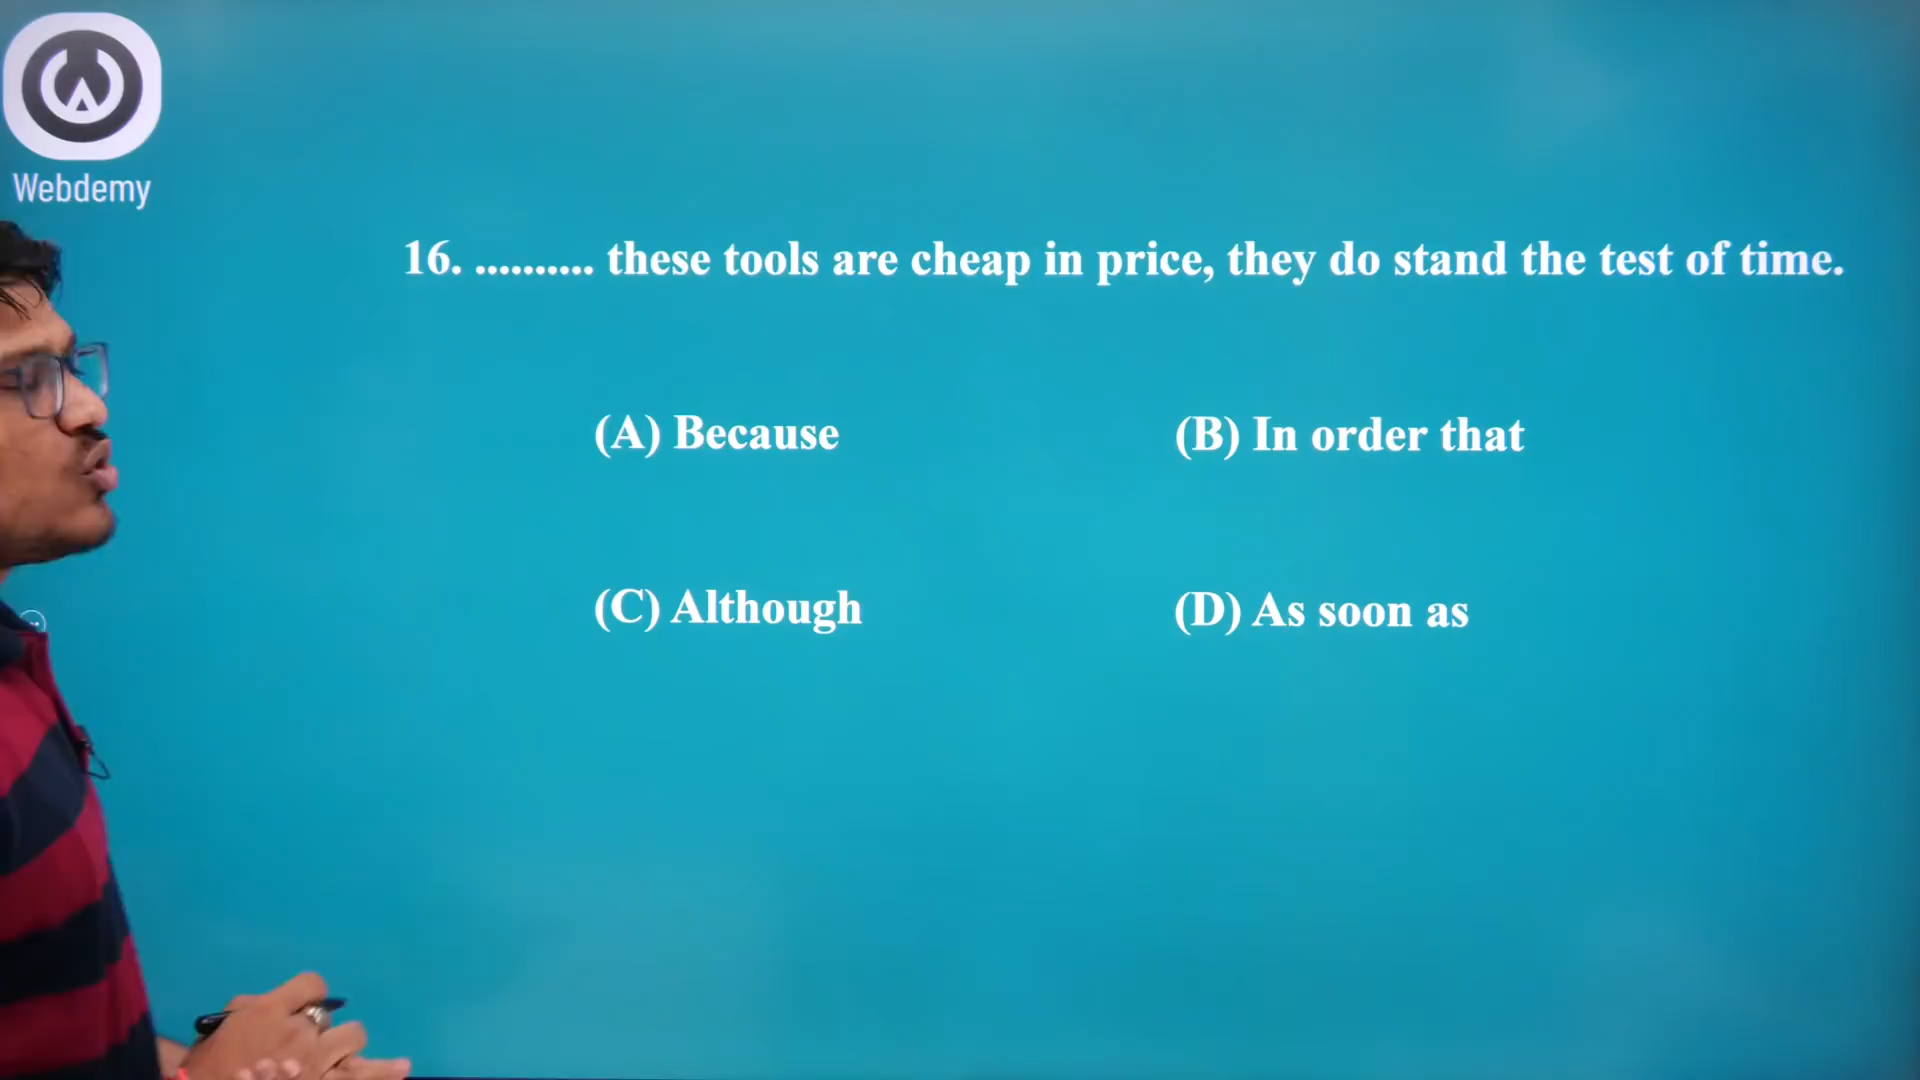 Webdemy
16. .......... these tools are cheap in price, they do stand the test of time.
(A) Because
(B) In order that
(C) Although
(D) As soon as